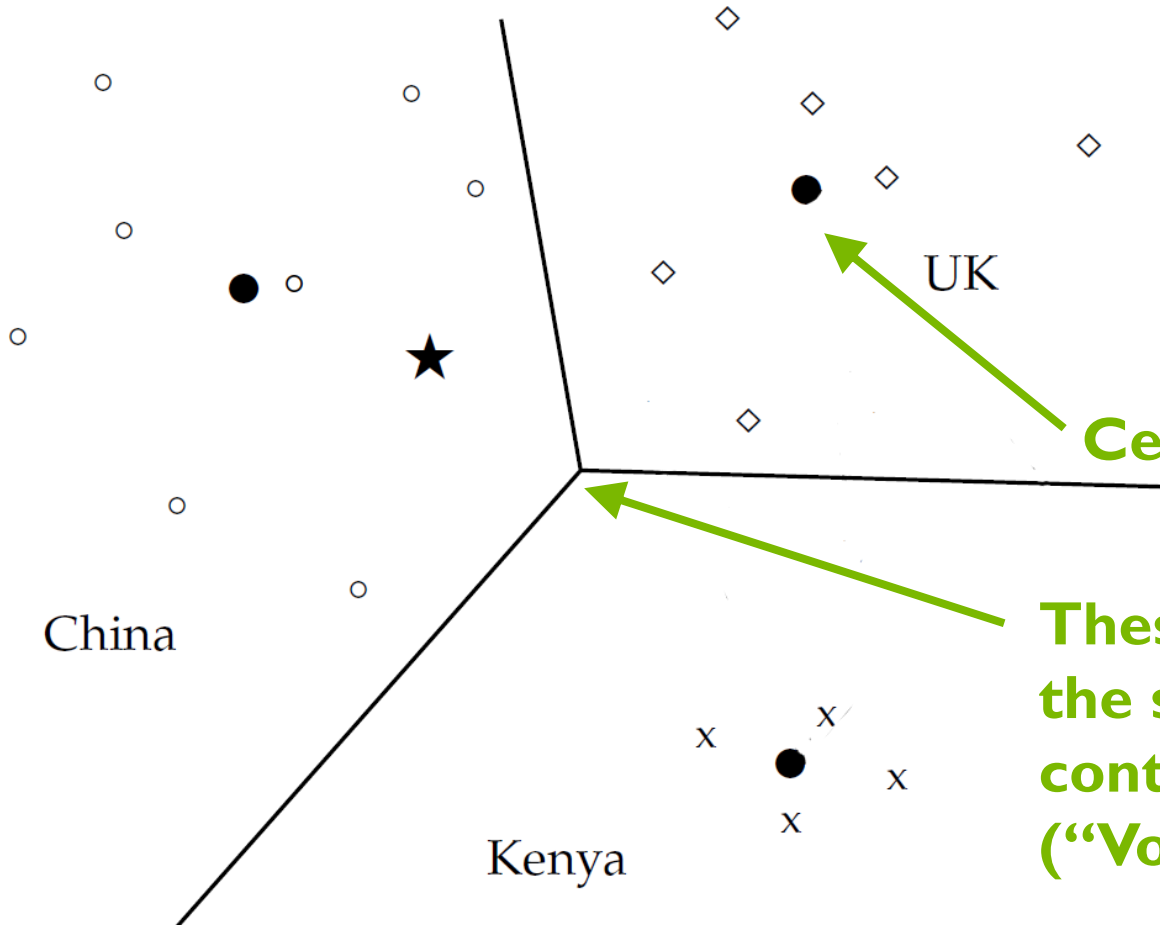 UK
Ce
China
Thes
the s
cont
(“Vo
Kenya